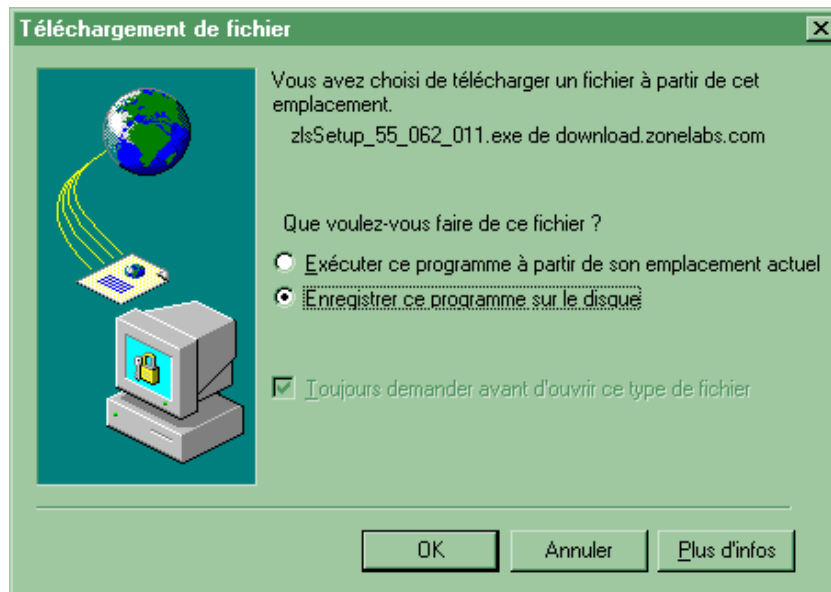 Téléchargement de fichier
Vous avez choisi de télécharger un fichier à partir de cet
emplacement.
zlsSetup_55_062_011.exe de download.zonelabs.com
Que voulez-vous faire de ce fichier ?
Exécuter ce programme à partir de son emplacement actuel
Enregistrer ce programme sur le disque
Toujours demander avant d'ouvrir ce type de fichier
OK Annuler Plus d'infos